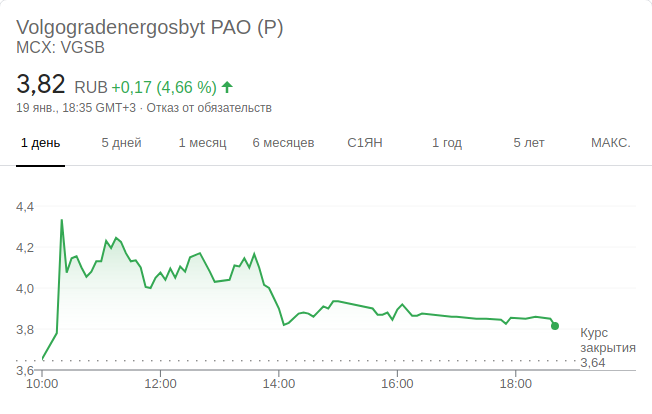 Volgogradenergosbyt PAO (P)
MCX: VGSB
3,82 RUB +0,17 (4,66 %)
19 янв., 18:35 GMT+3 · Отказ от обязательств
1 день 5 дней 1 месяц 6 месяцев С1ЯН 1 год 5 лет МАКС.
4,4
4,2
4,0
3,8
3,6
Курс
закрытия
3,64
10:00 12:00 14:00 16:00 18:00